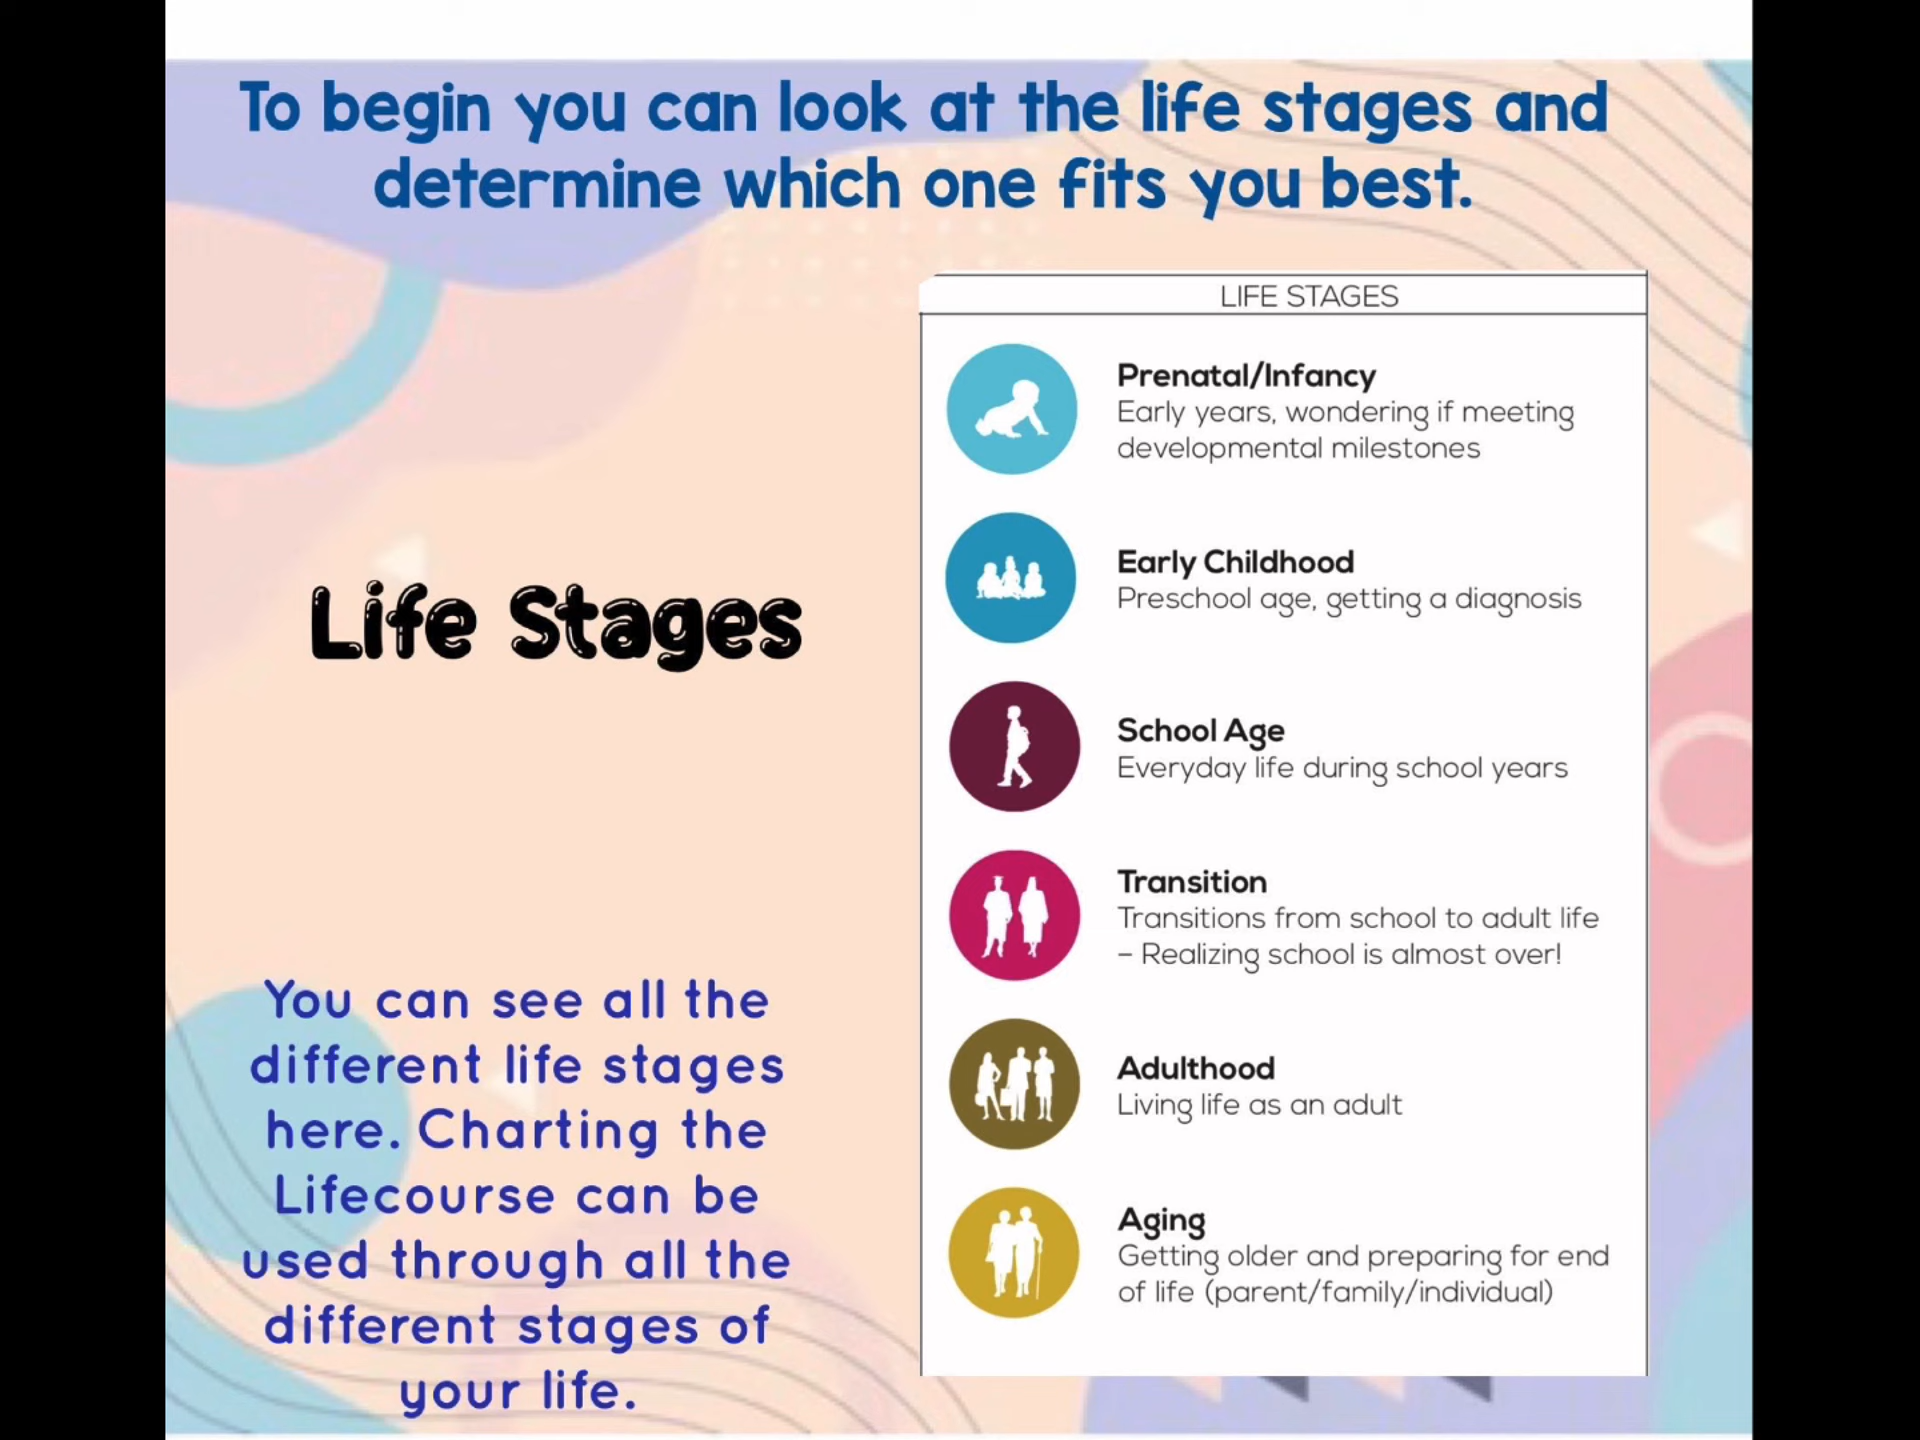 To begin you can look at the life stages and
determine which one fits you best.
Life Stages
You can see all the
different life stages
here. Charting the
Lifecourse can be
used through all the
different stages of
your life.
LIFE STAGES
Prenatal/Infancy
Early years, wondering if meeting
developmental milestones
Early Childhood
Preschool age, getting a diagnosis
School Age
Everyday life during school years
Transition
Transitions from school to adult life
– Realizing school is almost over!
Adulthood
Living life as an adult
Aging
Getting older and preparing for end
of life (parent/family/individual)